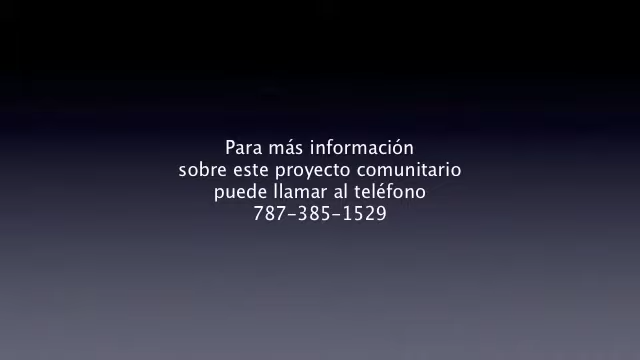 Para más información
sobre este proyecto comunitario
puede llamar al teléfono
787-385-1529